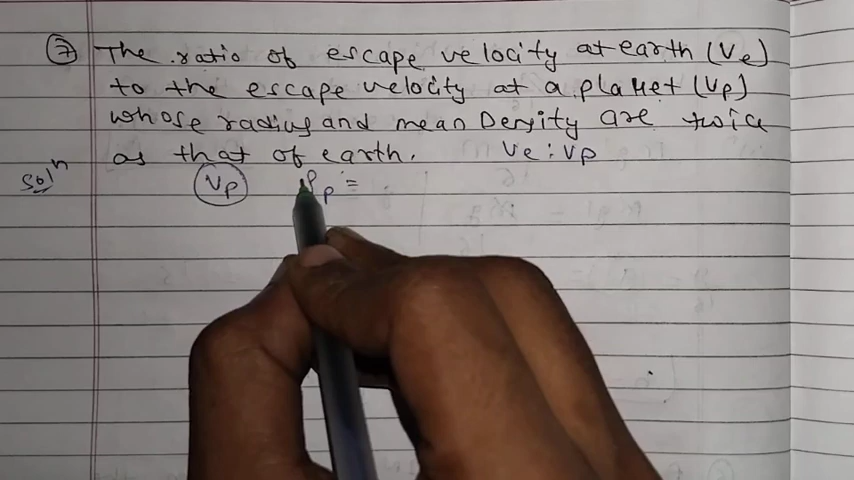 ⑦ The ratio of escape velocity at earth (Ve)
to the escape velocity at a planet (Vp)
whose radius and mean Density are twice
as that of earth. Ve : Vp
Solⁿ Vp ρp =